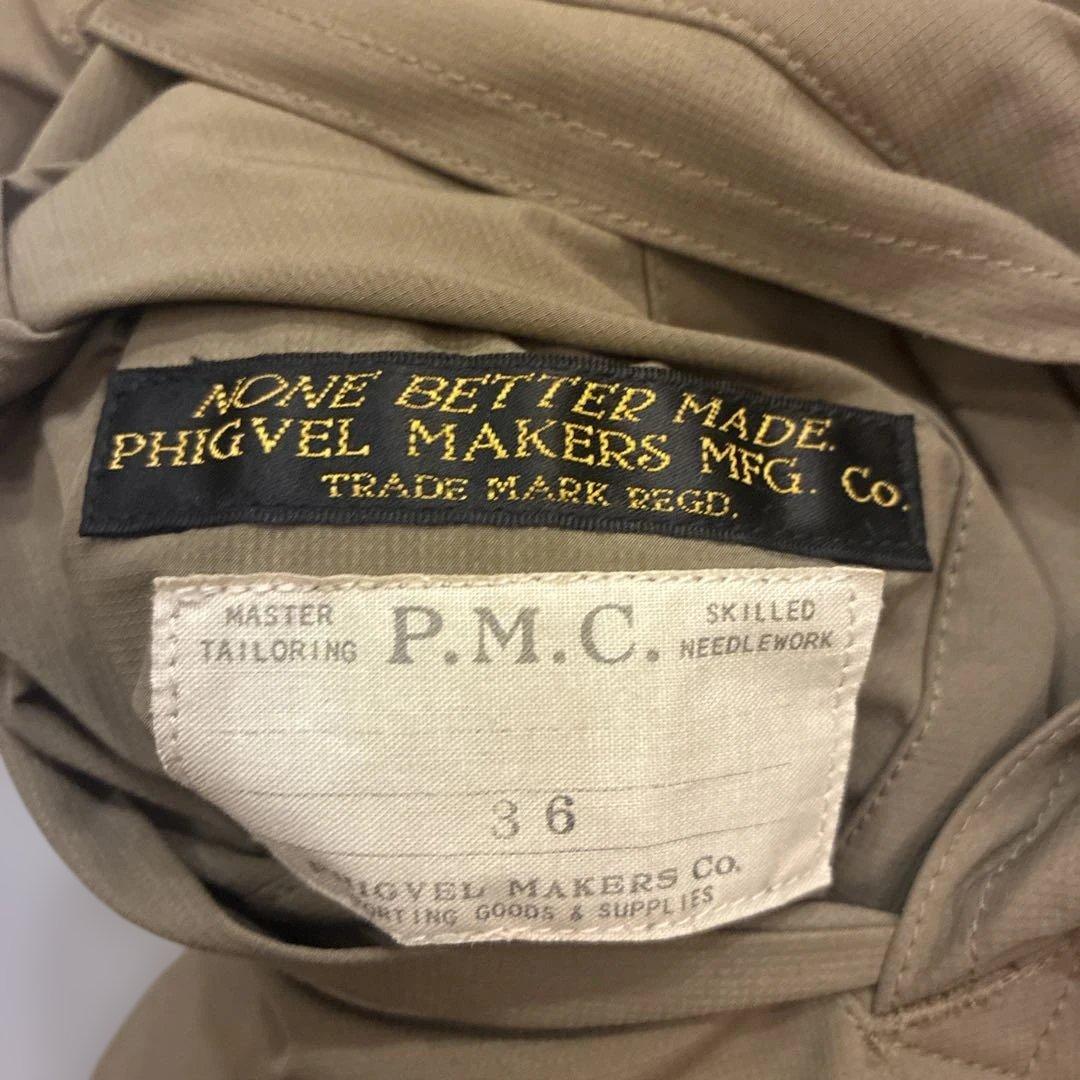 NONE BETTER MADE.
PHIGVEL MAKERS MFG. Co.
TRADE MARK REGD.
MASTER TAILORING
P.M.C.
SKILLED NEEDLEWORK
36
MAKERS Co.
GOODS & SUPPLIES